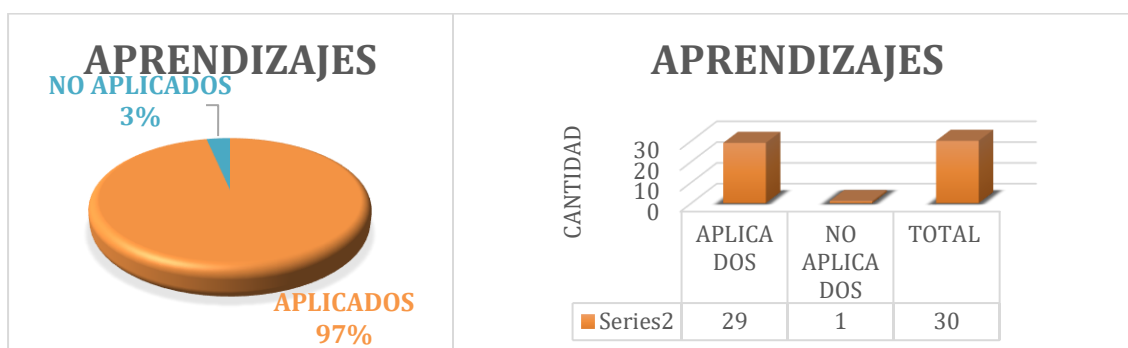 APRENDIZAJES
NO APLICADOS
3%
APLICADOS
97%
APRENDIZAJES
CANTIDAD
30
20
10
0
APLICA
DOS
NO
APLICA
DOS
TOTAL
Series2 29 1 30